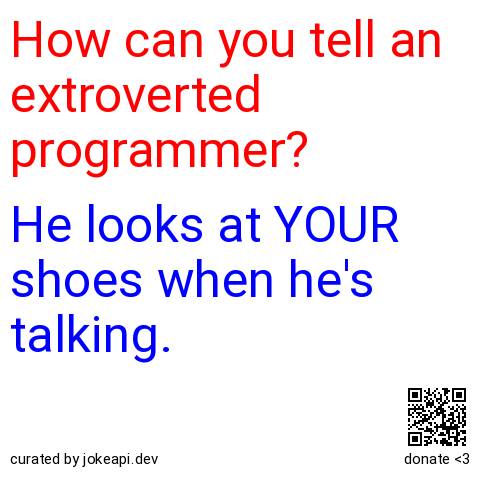 How can you tell an
extroverted
programmer?
He looks at YOUR
shoes when he's
talking.
curated by jokeapi.dev
donate <3